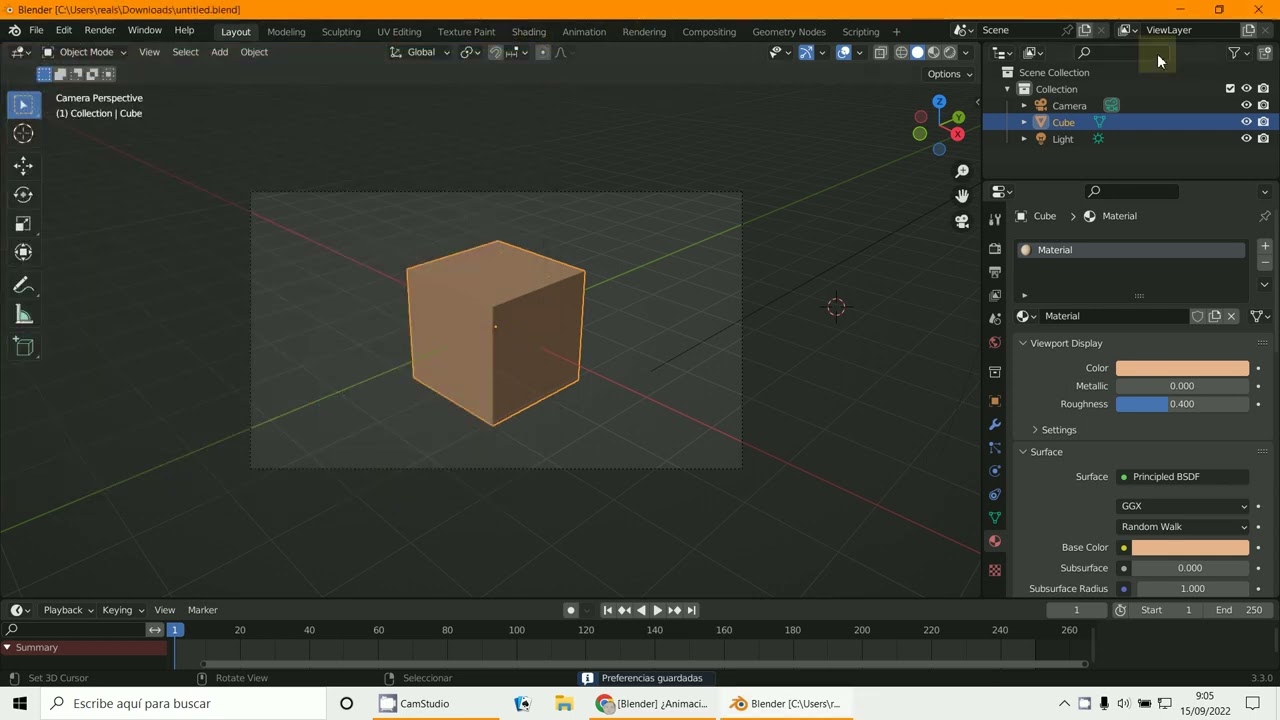 Blender [C:\Users\reals\Downloads\untitled.blend]
File Edit Render Window Help Layout Modeling Sculpting UV Editing Texture Paint Shading Animation Rendering Compositing Geometry Nodes Scripting + Scene ViewLayer
Object Mode View Select Add Object Global
Options
Camera Perspective
(1) Collection | Cube
Z
Y
X
Scene Collection
Collection
Camera
Cube
Light
Cube > Material
Material
Material
Viewport Display
Color
Metallic 0.000
Roughness 0.400
Settings
Surface
Surface Principled BSDF
GGX
Random Walk
Base Color
Subsurface 0.000
Subsurface Radius 1.000
Playback Keying View Marker 1 Start 1 End 250
1 20 40 60 80 100 120 140 160 180 200 220 240 260
Summary
Set 3D Cursor Rotate View Seleccionar Preferencias guardadas 3.3.0
Escribe aquí para buscar CamStudio [Blender] ¿Animaci... Blender [C:\Users\r... 9:05
15/09/2022